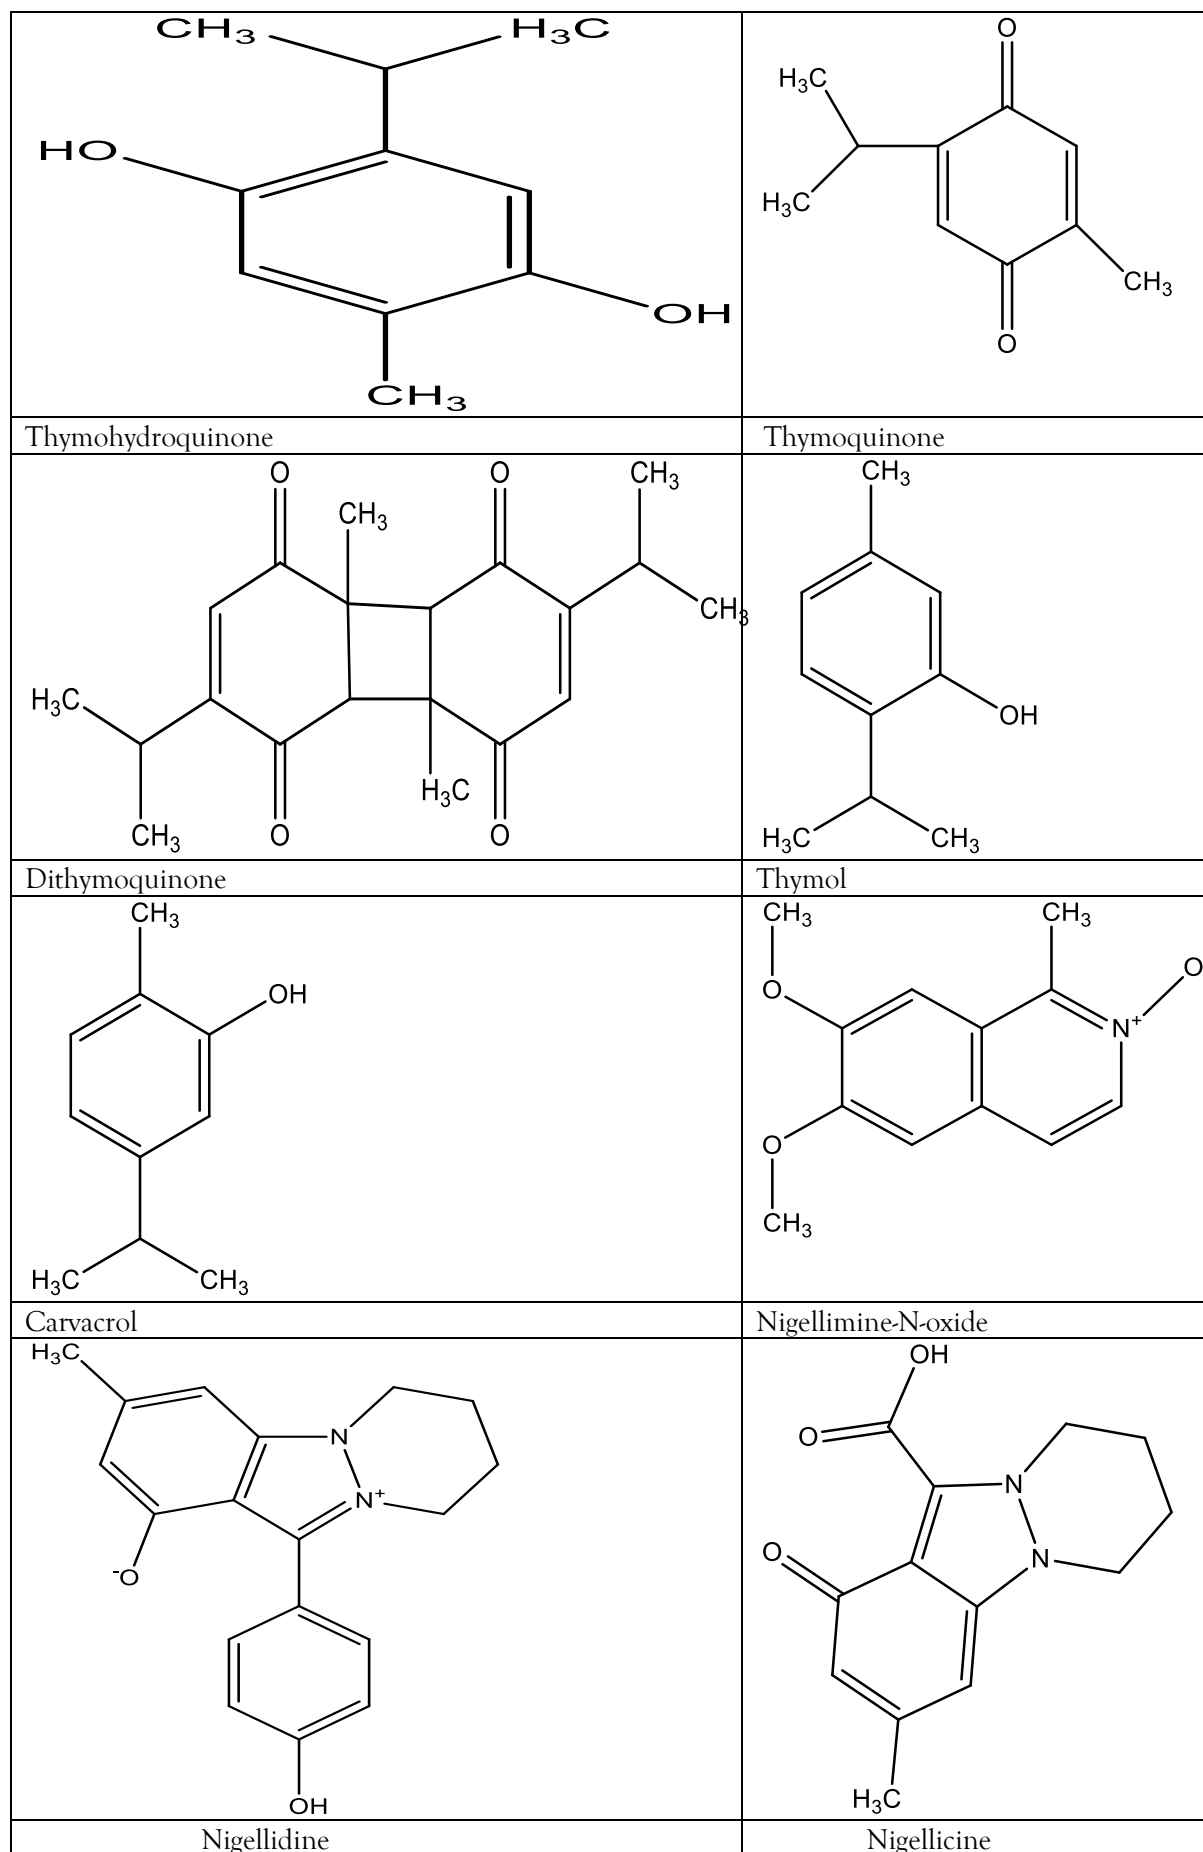 CH3 H3C
HO
OH
CH3
O
H3C
H3C
CH3
O
Thymohydroquinone
Thymoquinone
O O CH3
CH3
CH3
H3C
H3C
CH3 O O
CH3
OH
H3C CH3
Dithymoquinone
Thymol
CH3
OH
H3C CH3
CH3 CH3
O
O
N+
O
CH3
Carvacrol
Nigellimine-N-oxide
H3C
N
N+
-O
OH
OH
O
N
O
N
H3C
Nigellidine
Nigellicine